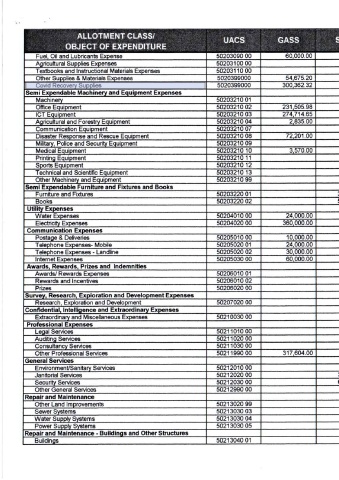 ALLOTMENT CLASS/ OBJECT OF EXPENDITURE UACS GASS S
Fuel, Oil and Lubricants Expense 50203090 00 60,000.00
Agricultural Supplies Expenses 50203100 00
Textbooks and Instructional Materials Expenses 50203110 00
Other Supplies & Materials Expenses 50203990000 54,675.20
Covid Recovery Supplies 50203990000 300,362.32
Semi Expendable Machinery and Equipment Expenses
Machinery 50203210 01
Office Equipment 50203210 02 231,505.98
ICT Equipment 50203210 03 274,714.65
Agricultural and Forestry Equipment 50203210 04 2,835.00
Communication Equipment 50203210 07
Disaster Response and Rescue Equipment 50203210 08 72,201.00
Military, Police and Security Equipment 50203210 09
Medical Equipment 50203210 10 3,570.00
Printing Equipment 50203210 11
Sports Equipment 50203210 12
Technical and Scientific Equipment 50203210 13
Other Machinery and Equipment 50203210 99
Semi Expendable Furniture and Fixtures and Books
Furniture and Fixtures 50203220 01
Books 50203220 02
Utility Expenses
Water Expenses 50204010 00 24,000.00
Electricity Expenses 50204020 00 360,000.00
Communication Expenses
Postage & Deliveries 50205010 00 10,000.00
Telephone Expenses- Mobile 50205020 01 24,000.00
Telephone Expenses - Landline 50205020 02 30,000.00
Internet Expenses 50205030 00 60,000.00
Awards, Rewards, Prizes and Indemnities
Awards/ Rewards Expenses 50206010 01
Rewards and Incentives 50206010 02
Prizes 50206020 00
Survey, Research, Exploration and Development Expenses
Research, Exploration and Development 50207020 00
Confidential, Intelligence and Extraordinary Expenses
Extraordinary and Miscellaneous Expenses 50210030 00
Professional Expenses
Legal Services 50211010 00
Auditing Services 50211020 00
Consultancy Services 50211030 00
Other Professional Services 50211990 00 317,604.00
General Services
Environment/Sanitary Services 50212010 00
Janitorial Services 50212020 00
Security Services 50212030 00
Other General Services 50212990 00
Repair and Maintenance
Other Land Improvements 50213020 99
Sewer Systems 50213030 03
Water Supply Systems 50213030 04
Power Supply Systems 50213030 05
Repair and Maintenance - Buildings and Other Structures
Buildings 50213040 01